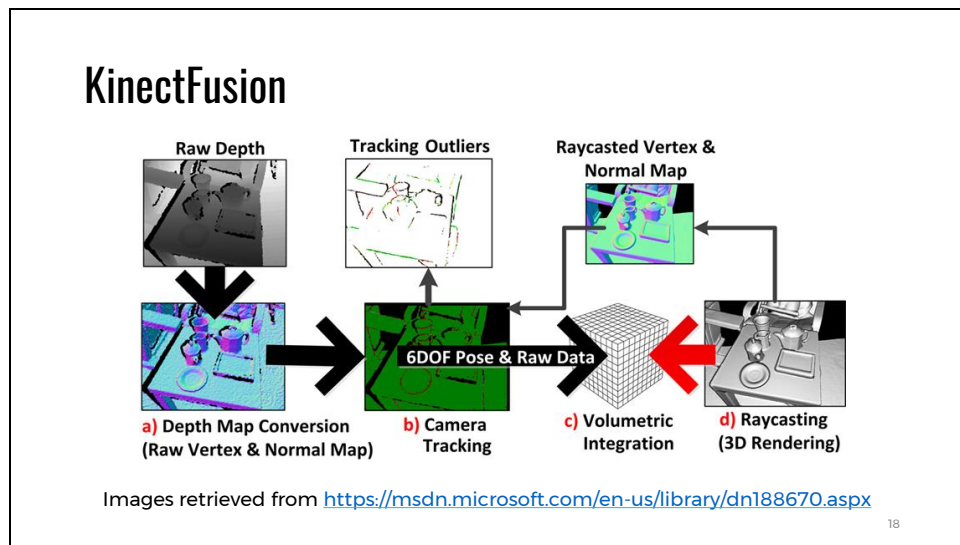 KinectFusion
Raw Depth
Tracking Outliers
Raycasted Vertex &
Normal Map
6DOF Pose & Raw Data
a) Depth Map Conversion
(Raw Vertex & Normal Map)
b) Camera
Tracking
c) Volumetric
Integration
d) Raycasting
(3D Rendering)
Images retrieved from https://msdn.microsoft.com/en-us/library/dn188670.aspx
18